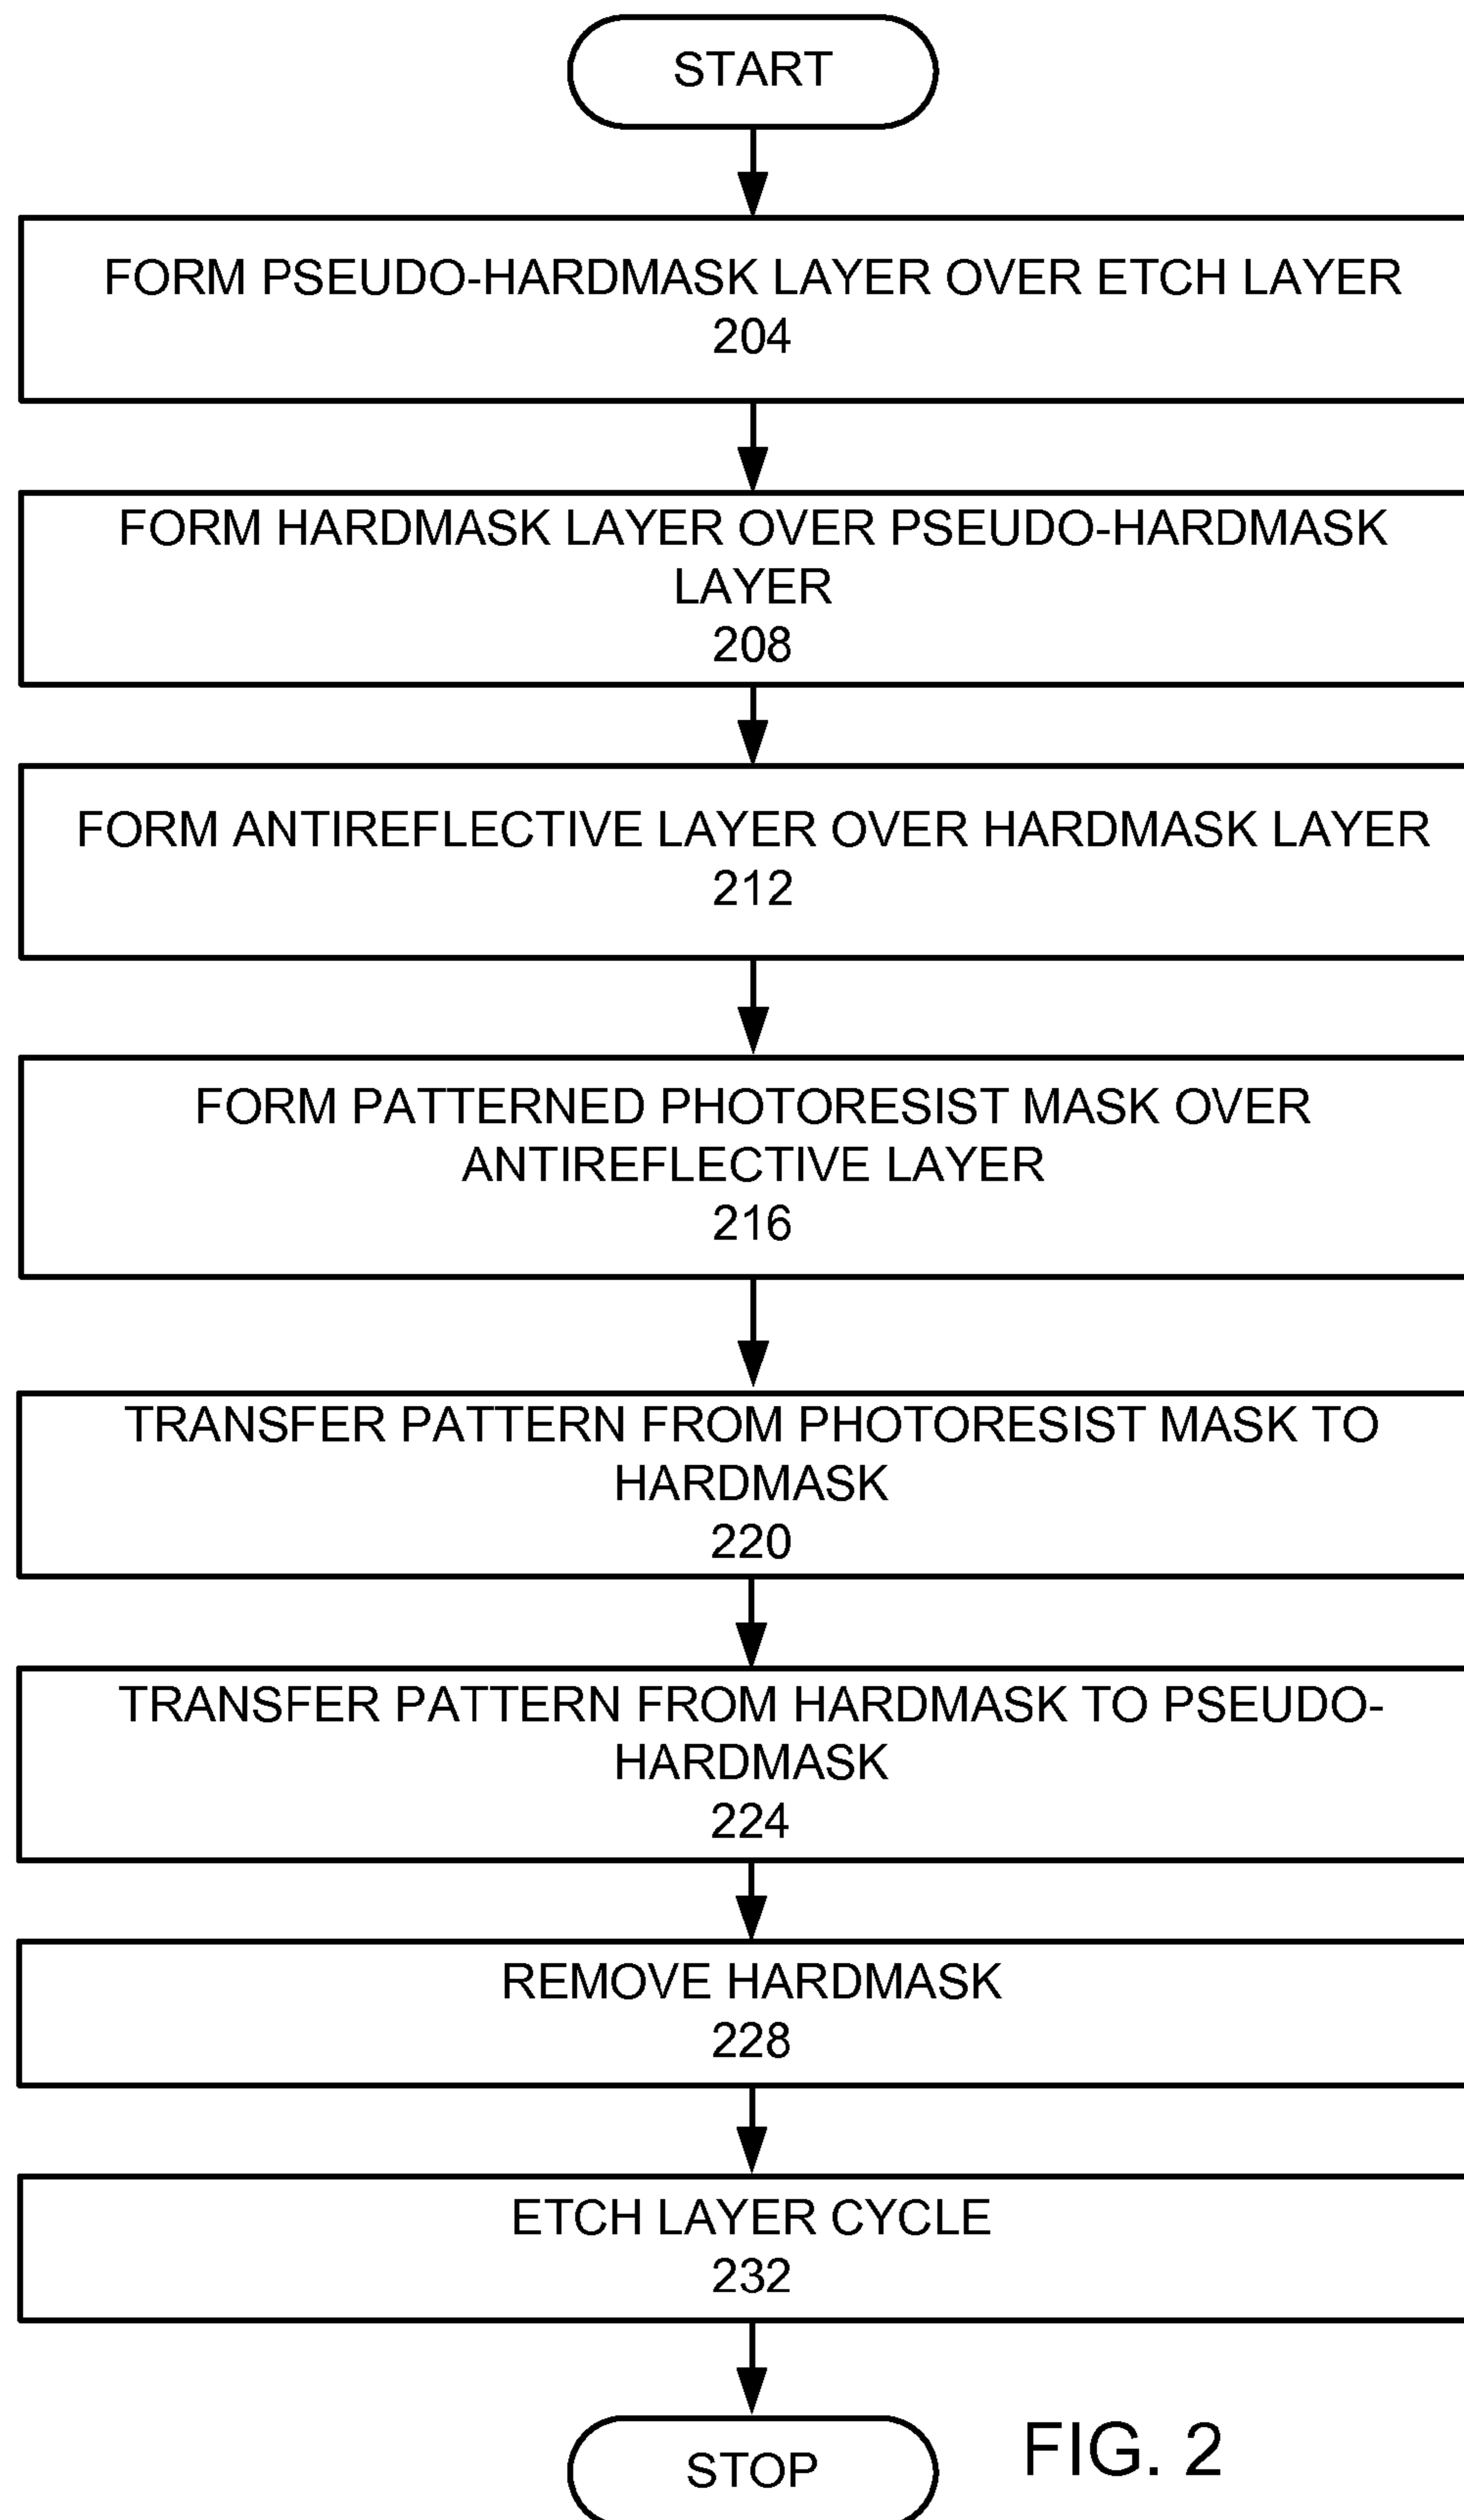 START
FORM PSEUDO-HARDMASK LAYER OVER ETCH LAYER
204
FORM HARDMASK LAYER OVER PSEUDO-HARDMASK
LAYER
208
FORM ANTIREFLECTIVE LAYER OVER HARDMASK LAYER
212
FORM PATTERNED PHOTORESIST MASK OVER
ANTIREFLECTIVE LAYER
216
TRANSFER PATTERN FROM PHOTORESIST MASK TO
HARDMASK
220
TRANSFER PATTERN FROM HARDMASK TO PSEUDO-
HARDMASK
224
REMOVE HARDMASK
228
ETCH LAYER CYCLE
232
STOP
FIG. 2